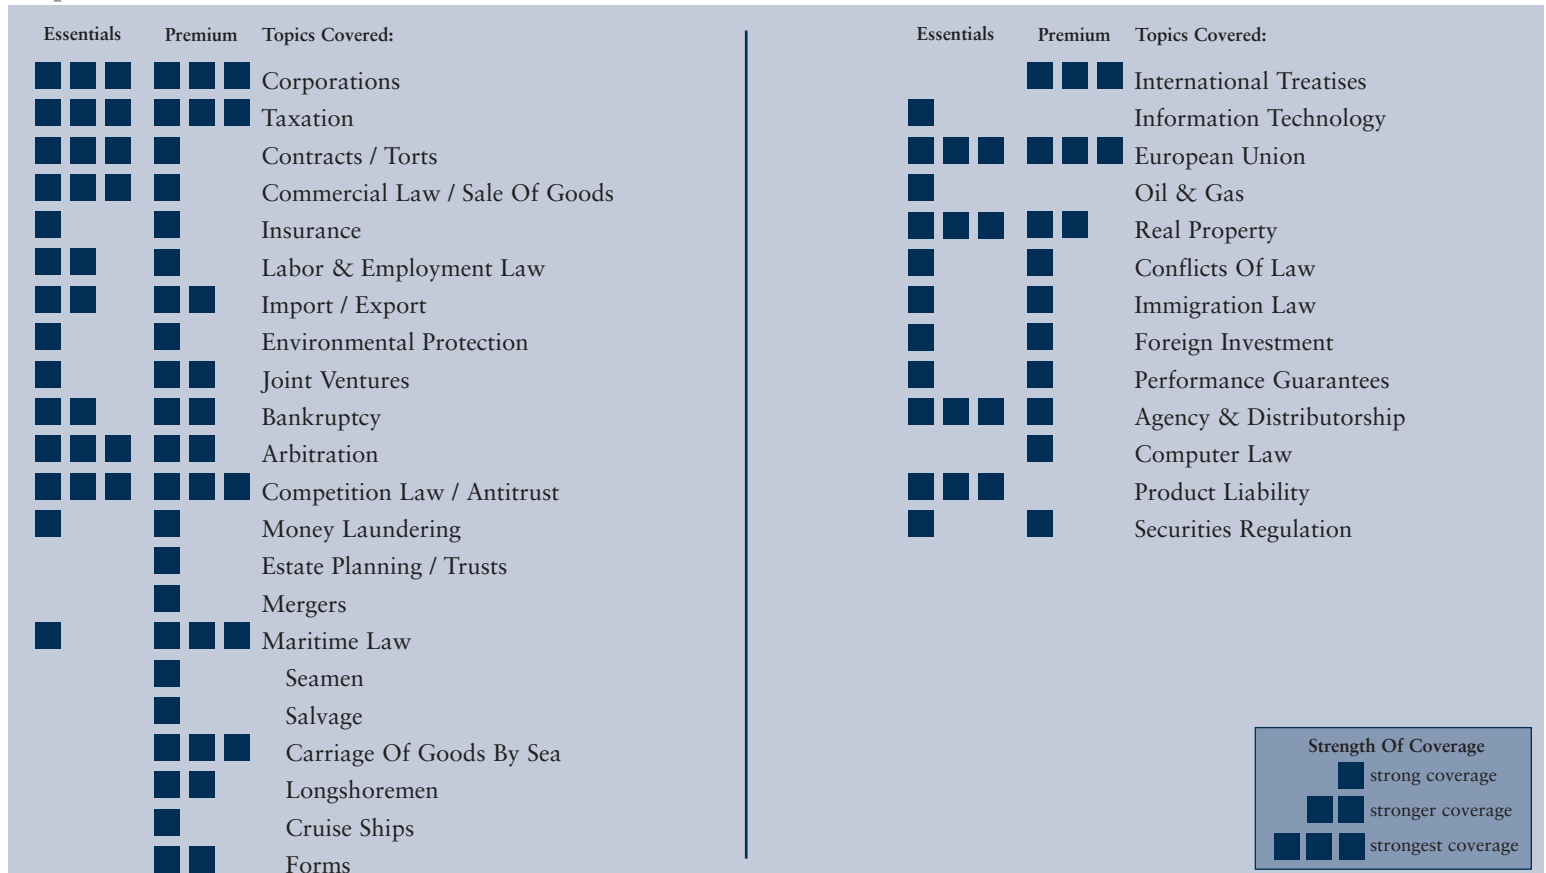 Essentials Premium Topics Covered:
Corporations
Taxation
Contracts / Torts
Commercial Law / Sale Of Goods
Insurance
Labor & Employment Law
Import / Export
Environmental Protection
Joint Ventures
Bankruptcy
Arbitration
Competition Law / Antitrust
Money Laundering
Estate Planning / Trusts
Mergers
Maritime Law
Seamen
Salvage
Carriage Of Goods By Sea
Longshoremen
Cruise Ships
Forms
Essentials Premium Topics Covered:
International Treatises
Information Technology
European Union
Oil & Gas
Real Property
Conflicts Of Law
Immigration Law
Foreign Investment
Performance Guarantees
Agency & Distributorship
Computer Law
Product Liability
Securities Regulation
Strength Of Coverage
strong coverage
stronger coverage
strongest coverage